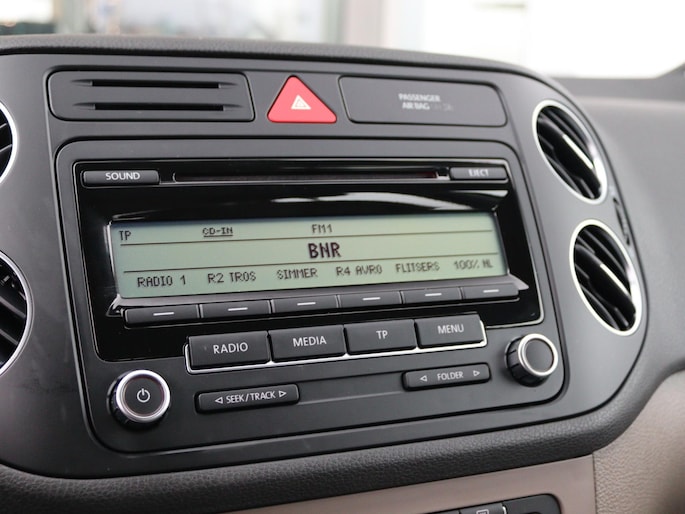 PASSENGER
AIR BAG
SOUND
EJECT
TP CD-IN FM1
BNR
RADIO 1 R2 TROS SIMMER R4 AVRO FLITSERS 100% NL
RADIO MEDIA TP MENU
◁ SEEK/TRACK ▷ ◁ FOLDER ▷